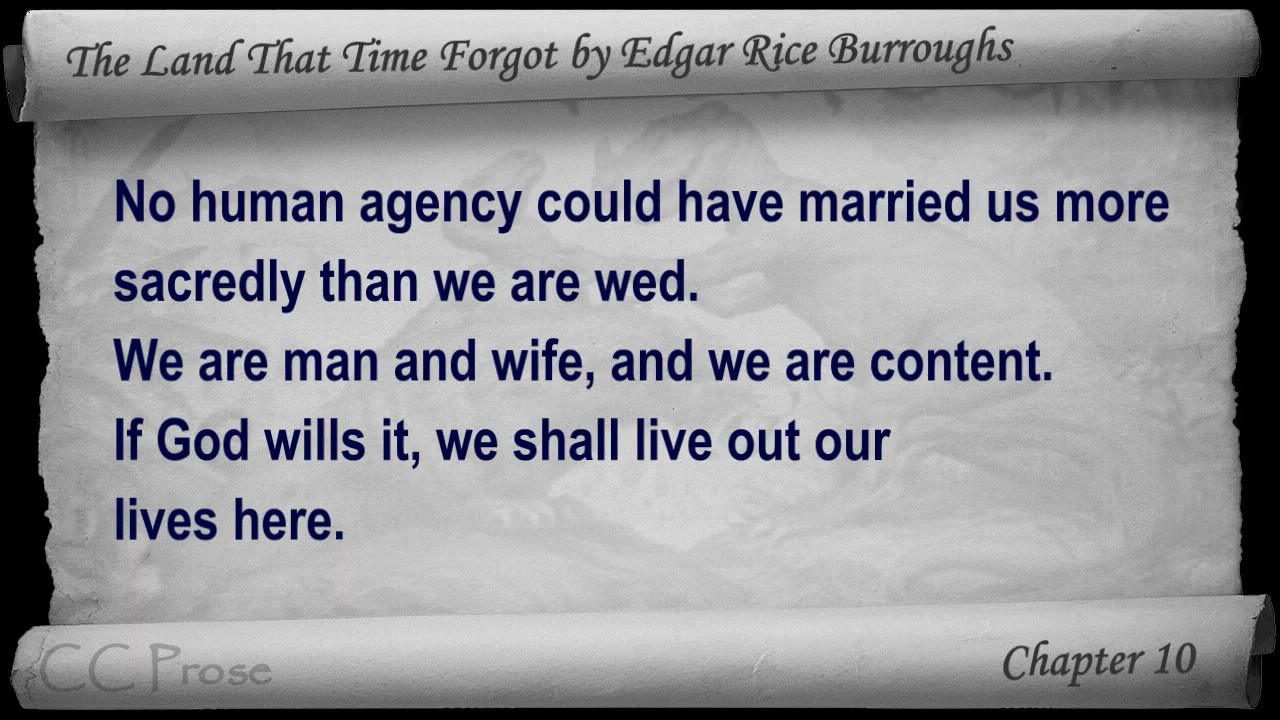 The Land That Time Forgot by Edgar Rice Burroughs
No human agency could have married us more
sacredly than we are wed.
We are man and wife, and we are content.
If God wills it, we shall live out our
lives here.
CC Prose
Chapter 10